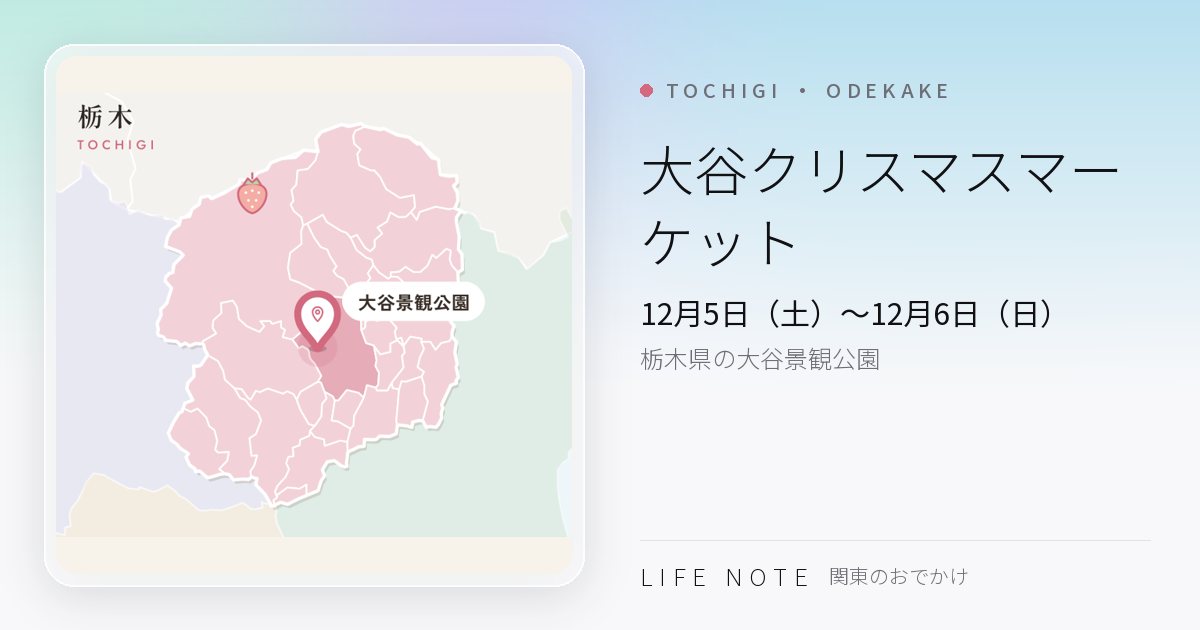 栃木
TOCHIGI
大谷景観公園
TOCHIGI ・ ODEKAKE
大谷クリスマスマー
ケット
12月5日（土）〜12月6日（日）
栃木県の大谷景観公園
LIFE NOTE 関東のおでかけ